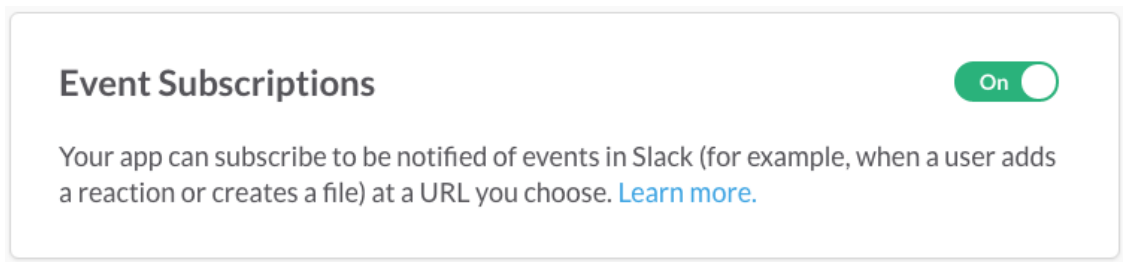 Event Subscriptions
On
Your app can subscribe to be notified of events in Slack (for example, when a user adds
a reaction or creates a file) at a URL you choose. Learn more.